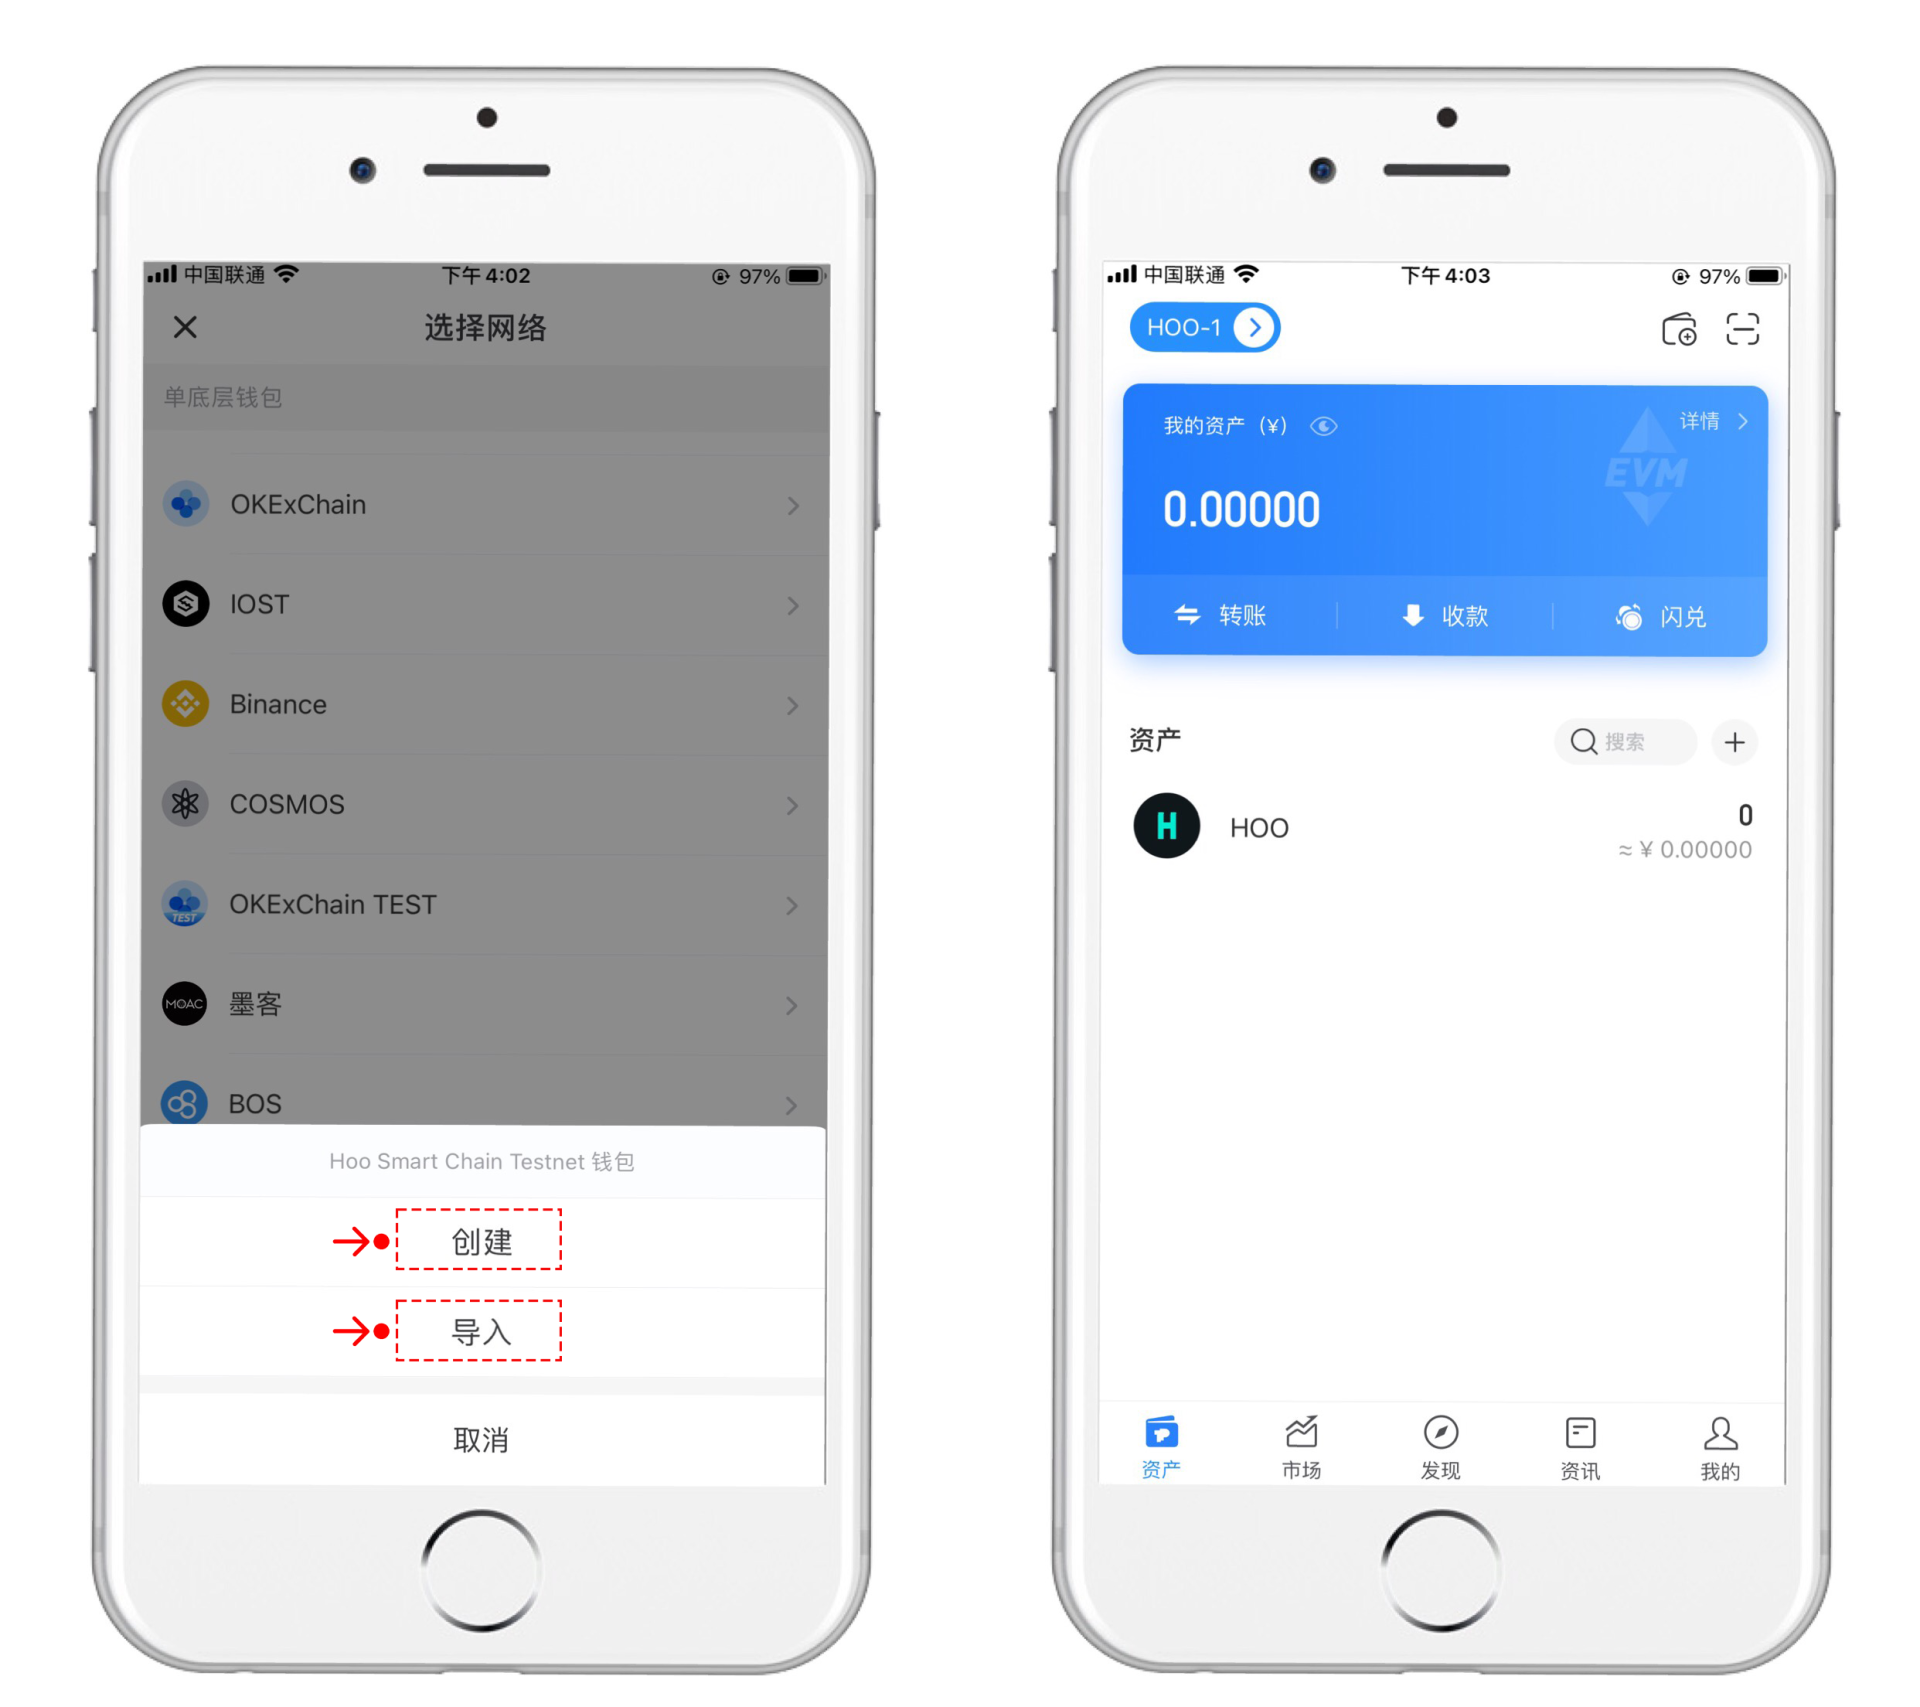 中国联通
下午 4:02
97%
选择网络
单底层钱包
OKExChain
IOST
Binance
COSMOS
TEST
OKExChain TEST
MOAC
墨客
BOS
Hoo Smart Chain Testnet 钱包
创建
导入
取消
中国联通
下午 4:03
97%
HOO-1
我的资产 (¥)
详情
EVM
0.00000
转账
收款
闪兑
资产
搜索
H
HOO
0
≈ ¥ 0.00000
资产
市场
发现
资讯
我的